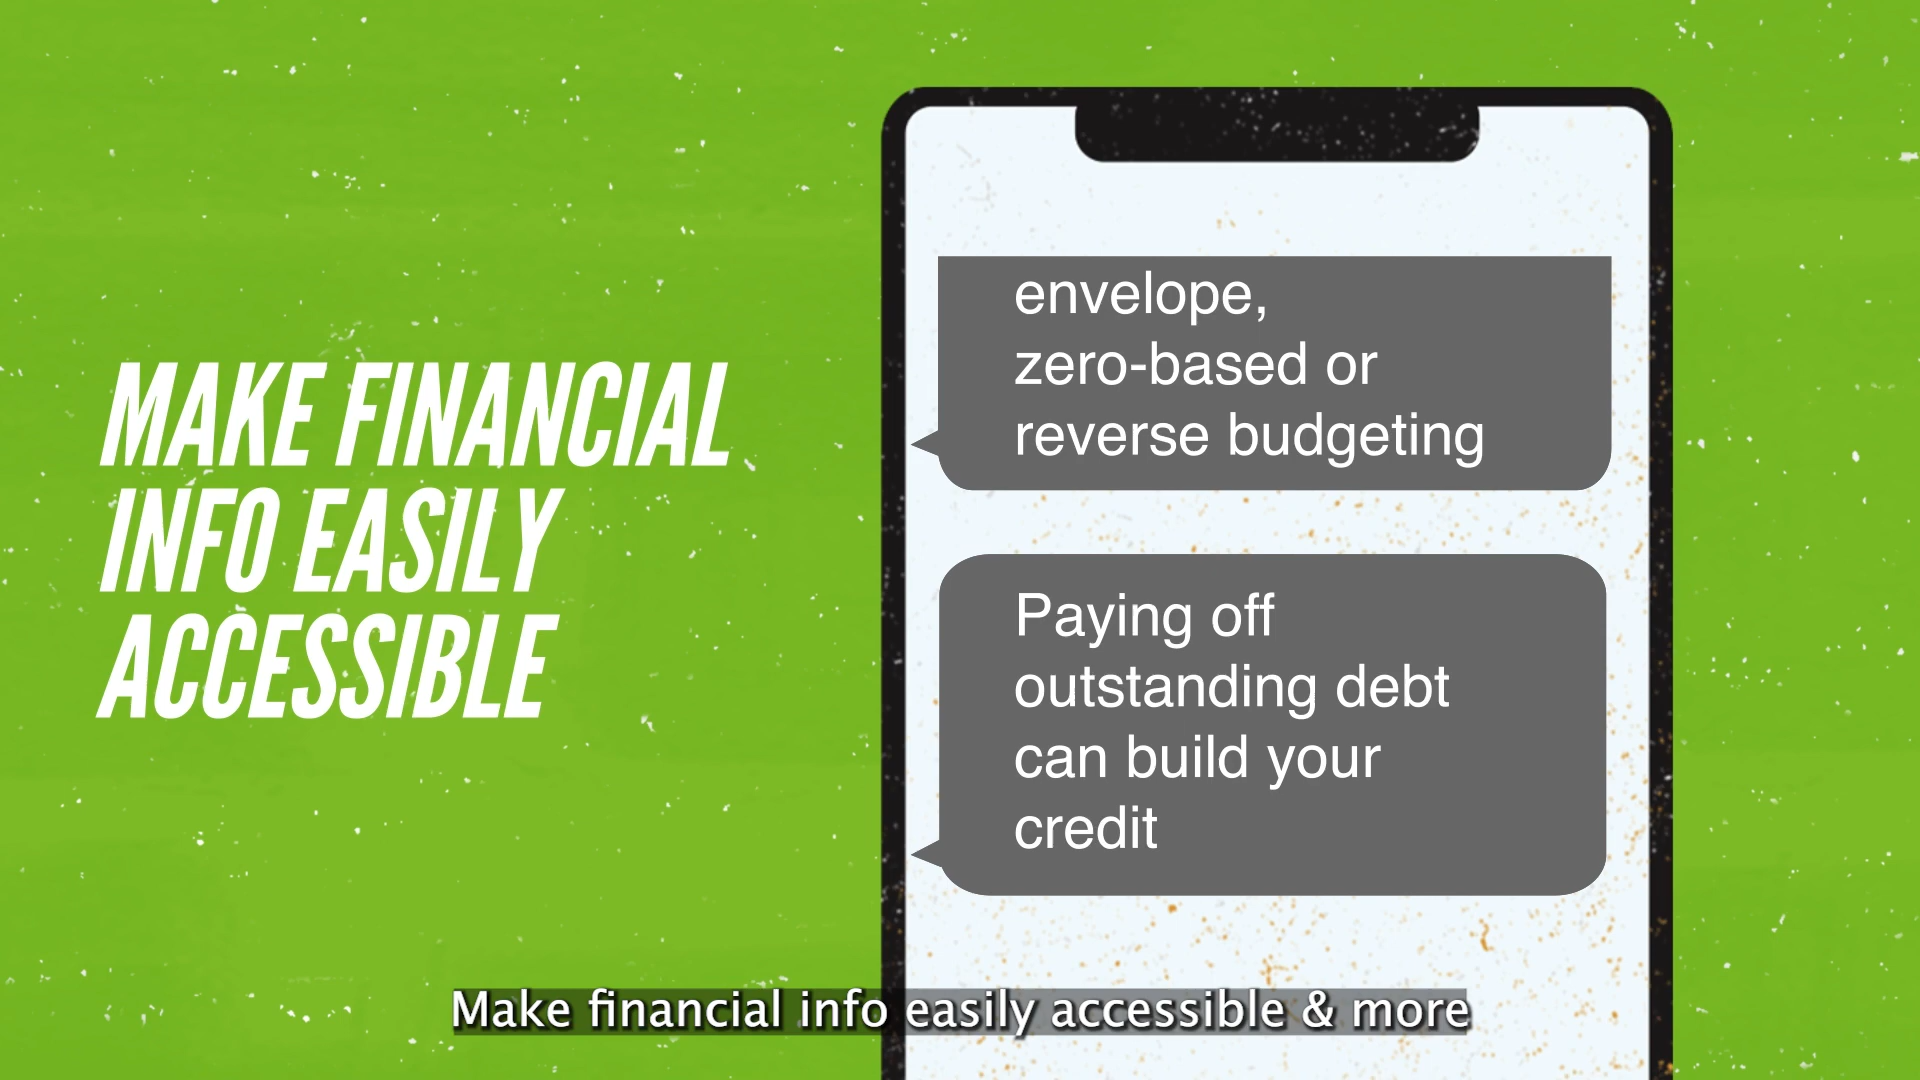 MAKE FINANCIAL
INFO EASILY
ACCESSIBLE
envelope,
zero-based or
reverse budgeting
Paying off
outstanding debt
can build your
credit
Make financial info easily accessible & more